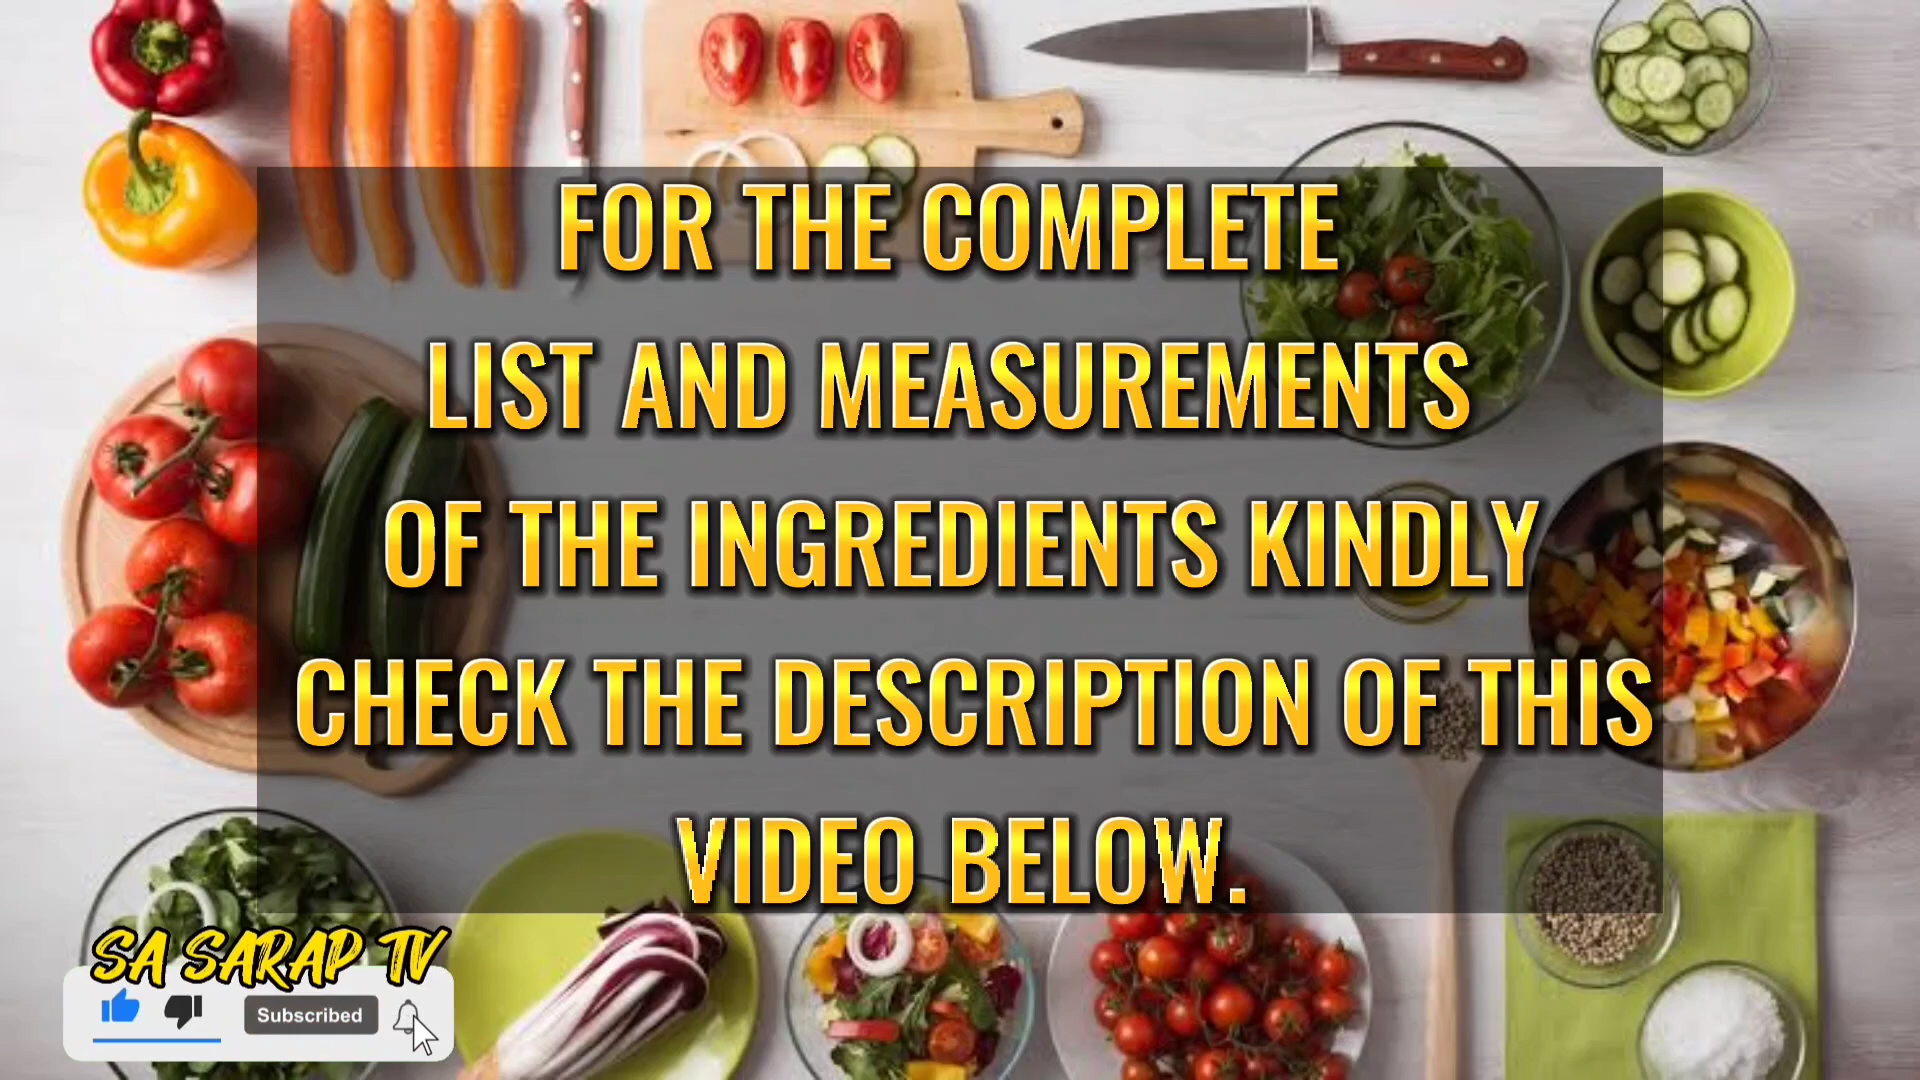 FOR THE COMPLETE
LIST AND MEASUREMENTS
OF THE INGREDIENTS KINDLY
CHECK THE DESCRIPTION OF THIS
VIDEO BELOW.
SA SARAP TV
Subscribed